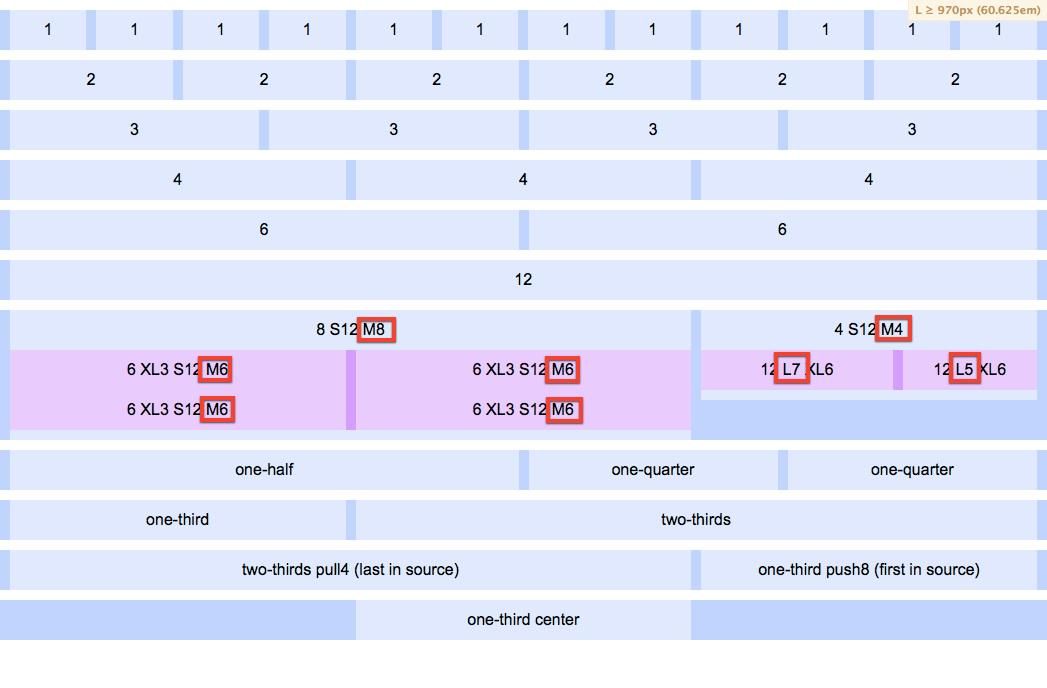 L ≥ 970px (60.625em)
1 1 1 1 1 1 1 1 1 1 1 1
2 2 2 2 2 2
3 3 3 3
4 4 4
6 6
12
8 S12 M8 4 S12 M4
6 XL3 S12 M6 6 XL3 S12 M6 12 L7 XL6 12 L5 XL6
6 XL3 S12 M6 6 XL3 S12 M6
one-half one-quarter one-quarter
one-third two-thirds
two-thirds pull4 (last in source) one-third push8 (first in source)
one-third center